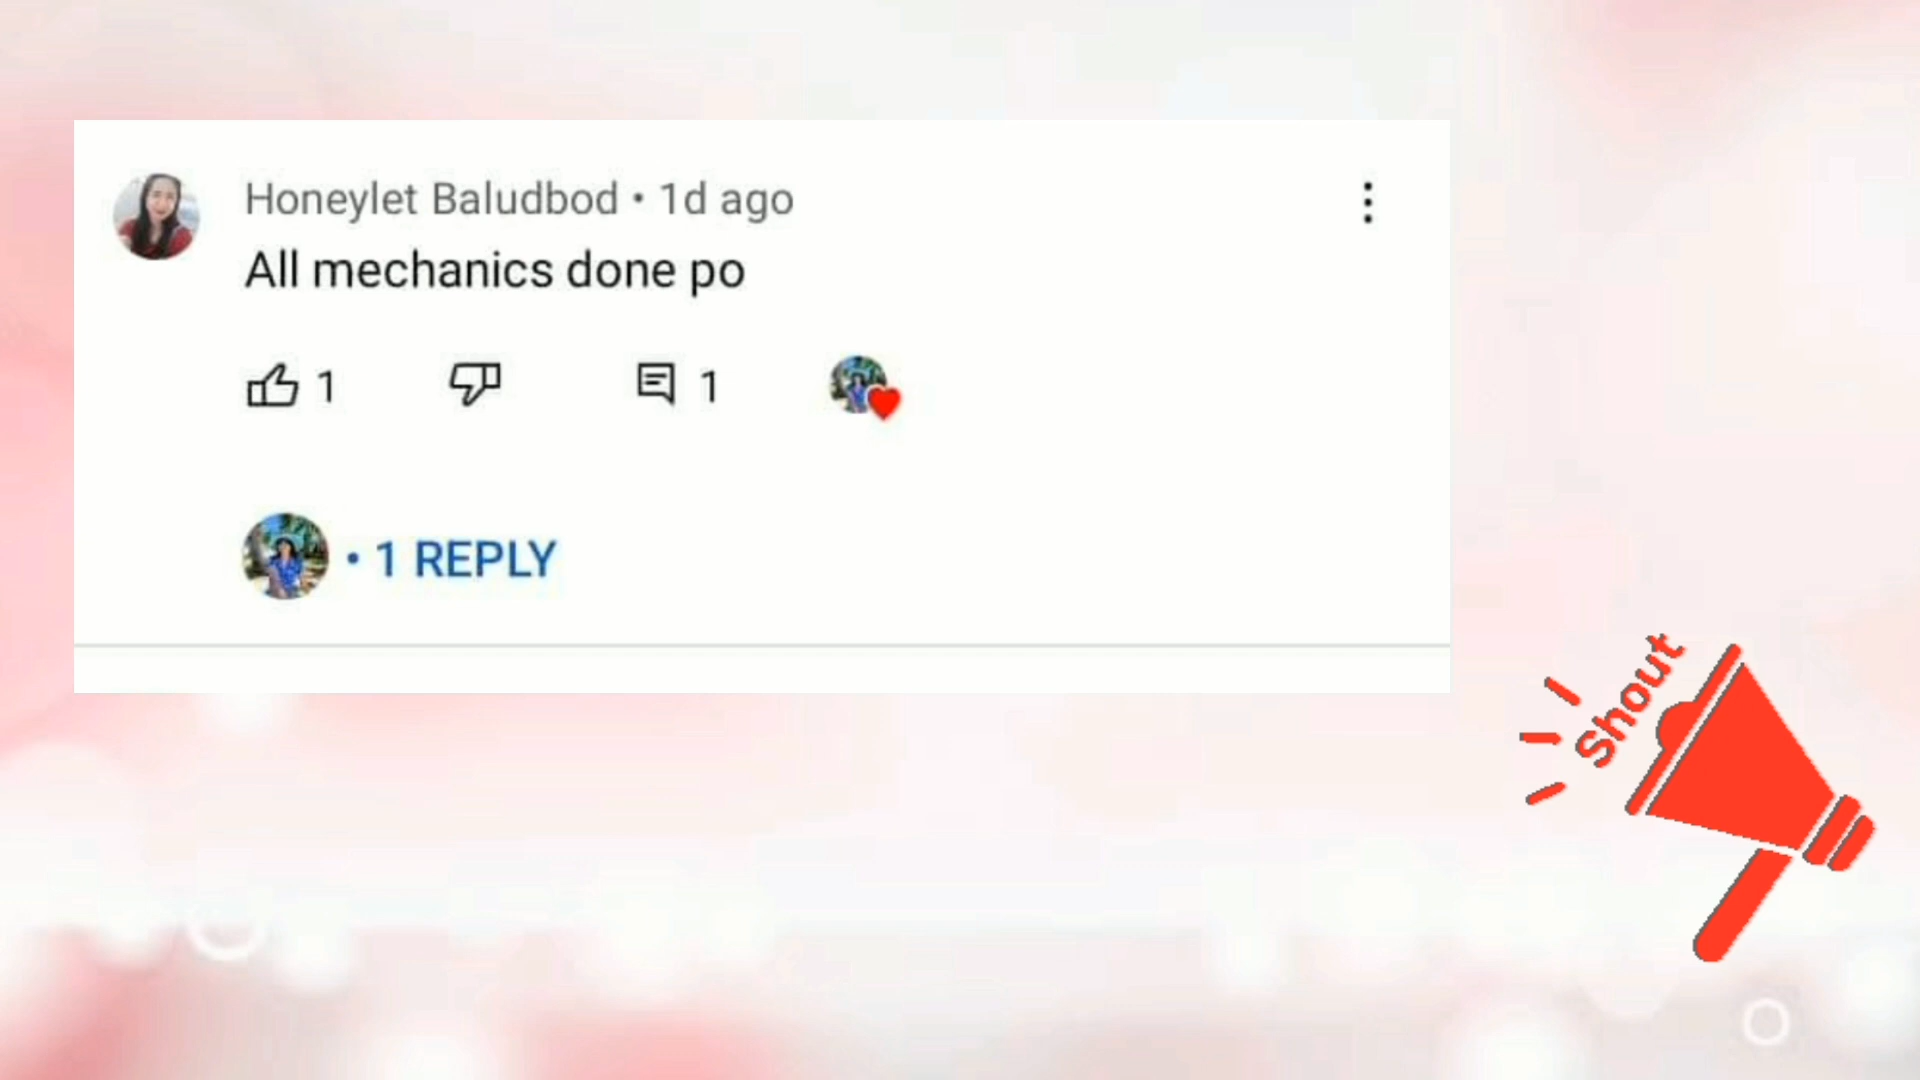 Honeylet Baludbod • 1d ago
All mechanics done po
1
1
• 1 REPLY
Shout